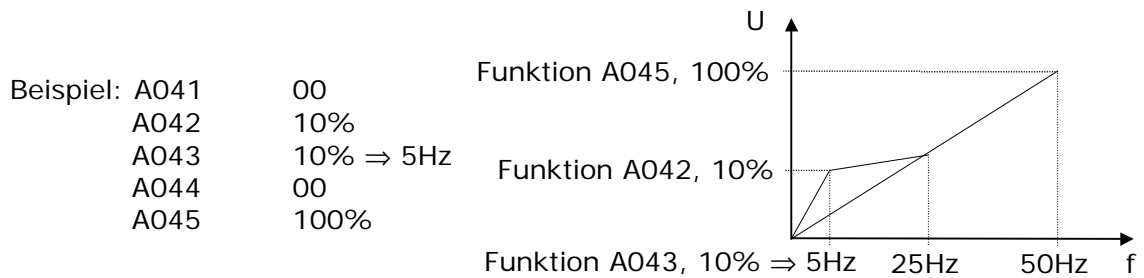 U
Funktion A045, 100%
Beispiel: A041 00
A042 10%
A043 10% ⇒ 5Hz
A044 00
A045 100%
Funktion A042, 10%
Funktion A043, 10% ⇒ 5Hz 25Hz 50Hz f